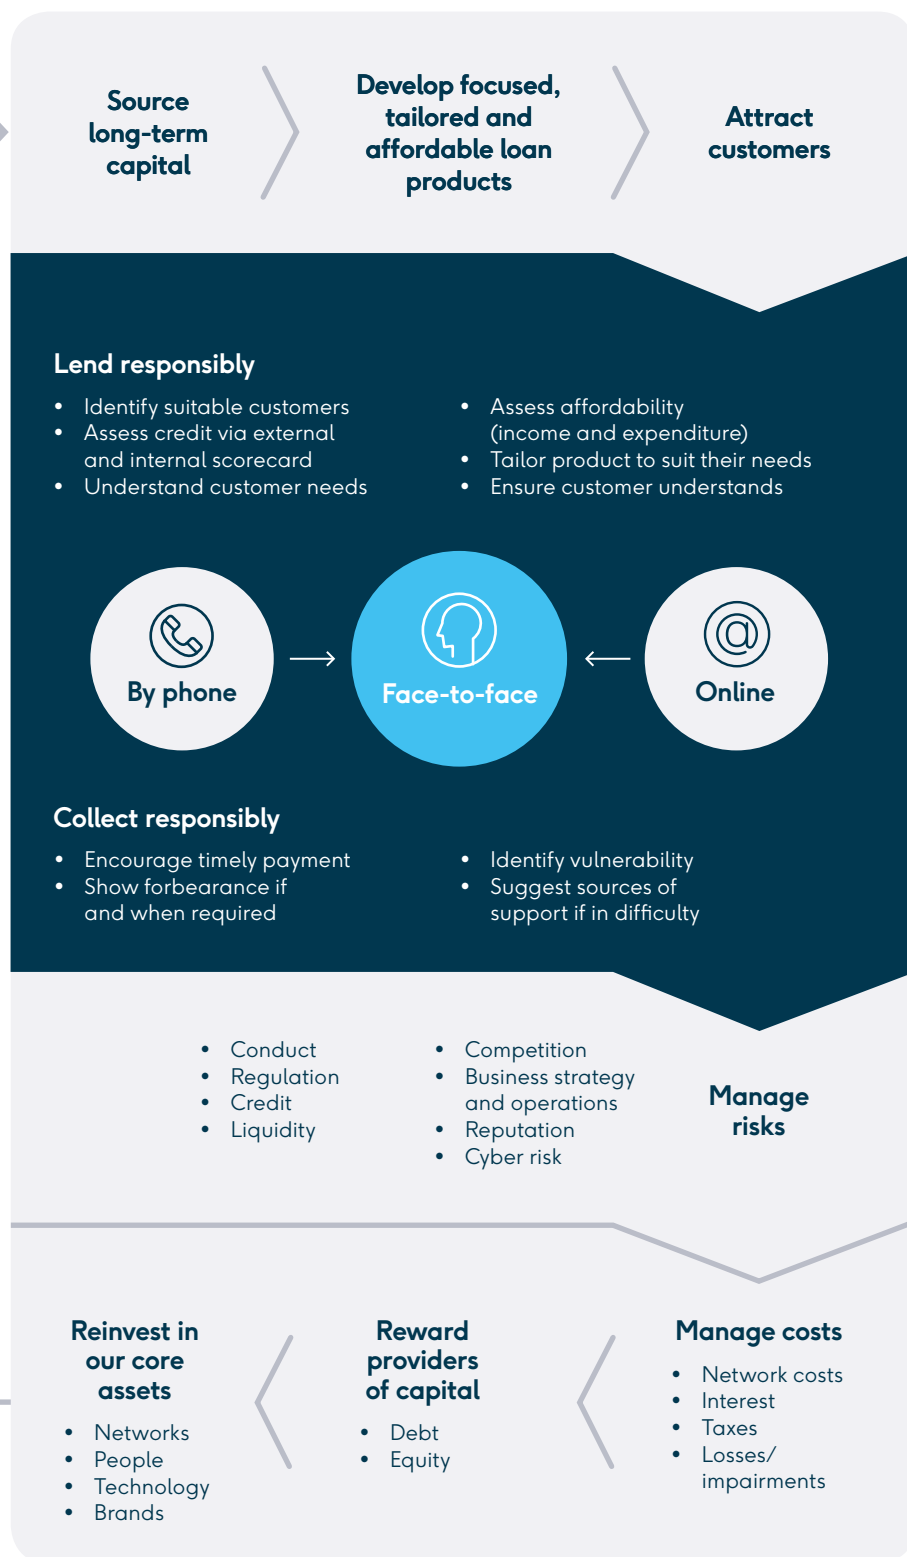 Source
long-term
capital
Develop focused,
tailored and
affordable loan
products
Attract
customers
Lend responsibly
• Identify suitable customers
• Assess credit via external
and internal scorecard
• Understand customer needs
• Assess affordability
(income and expenditure)
• Tailor product to suit their needs
• Ensure customer understands
By phone
Face-to-face
@
Online
Collect responsibly
• Encourage timely payment
• Show forbearance if
and when required
• Identify vulnerability
• Suggest sources of
support if in difficulty
• Conduct
• Regulation
• Credit
• Liquidity
• Competition
• Business strategy
and operations
• Reputation
• Cyber risk
Manage
risks
Reinvest in
our core
assets
• Networks
• People
• Technology
• Brands
Reward
providers
of capital
• Debt
• Equity
Manage costs
• Network costs
• Interest
• Taxes
• Losses/
impairments